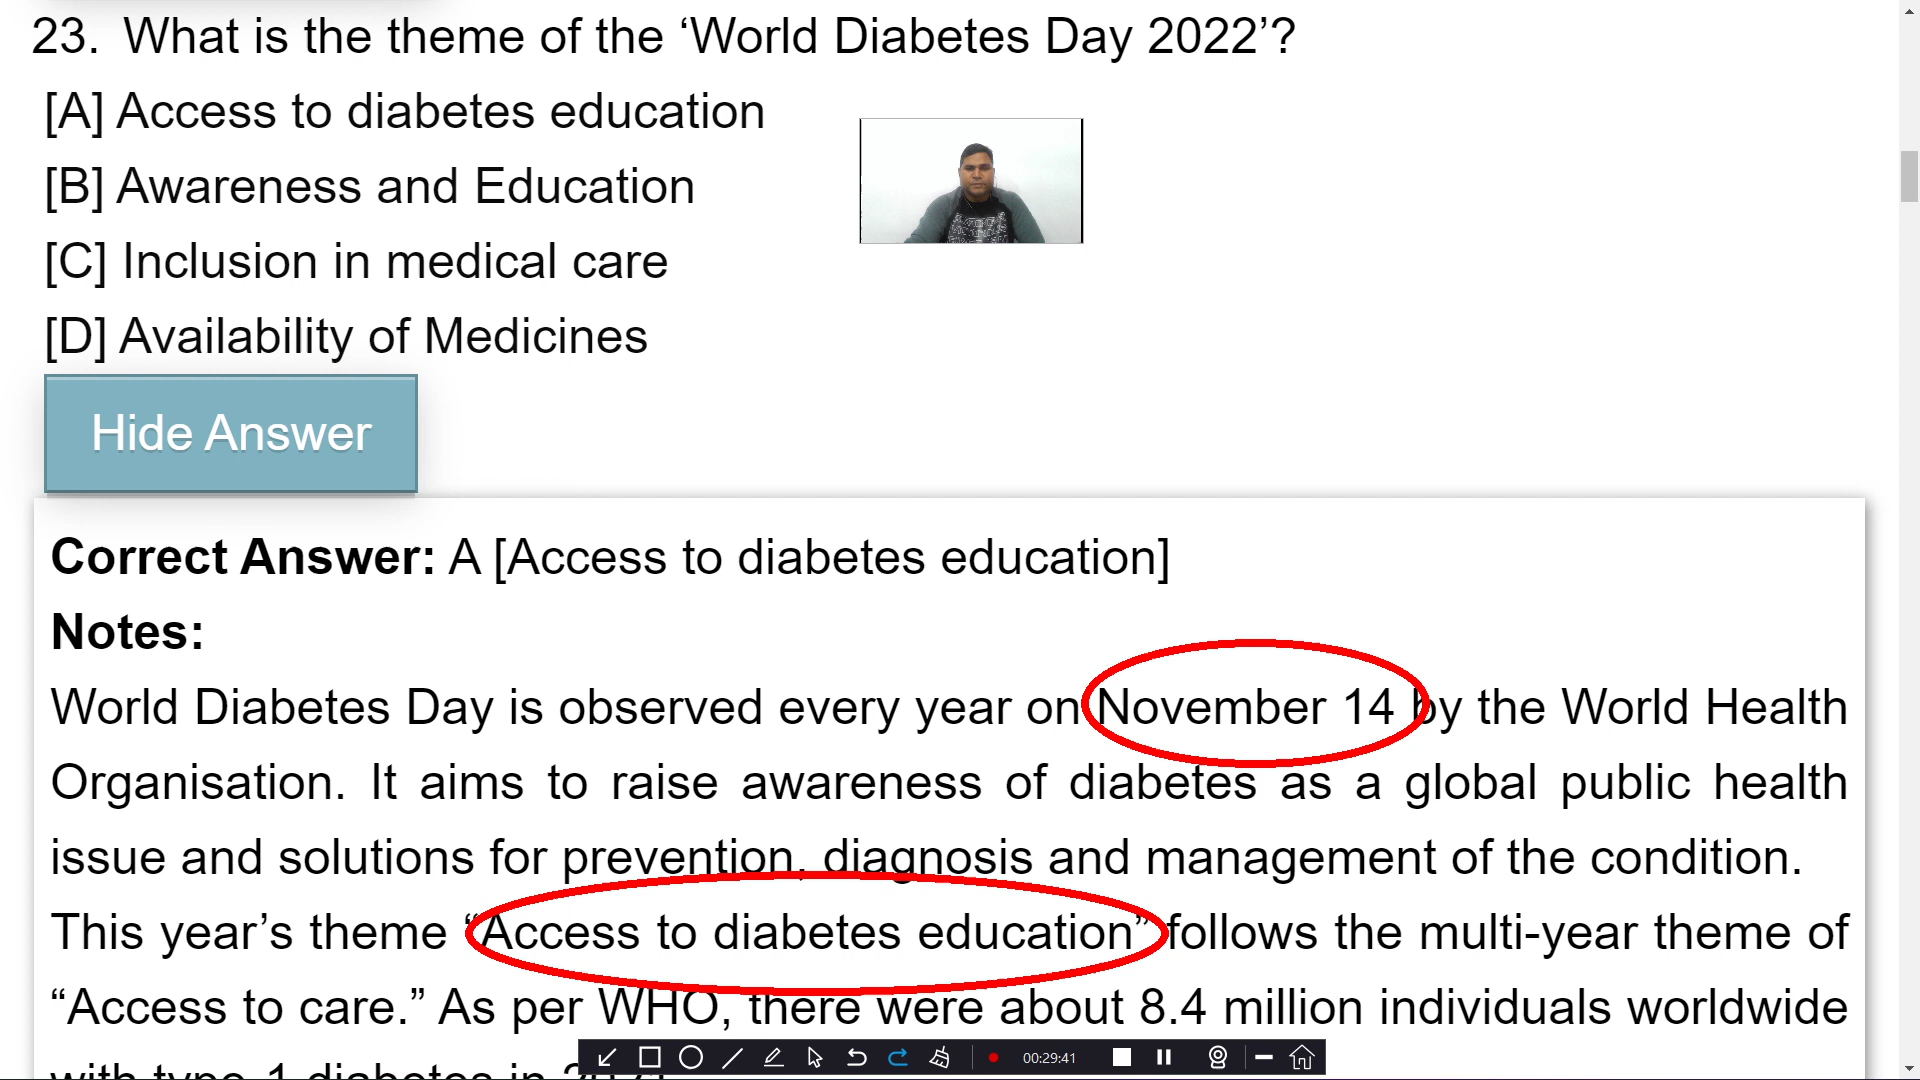 23. What is the theme of the ‘World Diabetes Day 2022’?
[A] Access to diabetes education
[B] Awareness and Education
[C] Inclusion in medical care
[D] Availability of Medicines
Hide Answer
Correct Answer: A [Access to diabetes education]
Notes:
World Diabetes Day is observed every year on November 14 by the World Health
Organisation. It aims to raise awareness of diabetes as a global public health
issue and solutions for prevention, diagnosis and management of the condition.
This year’s theme “Access to diabetes education” follows the multi-year theme of
“Access to care.” As per WHO, there were about 8.4 million individuals worldwide
with type-1 diabetes in
00:29:41